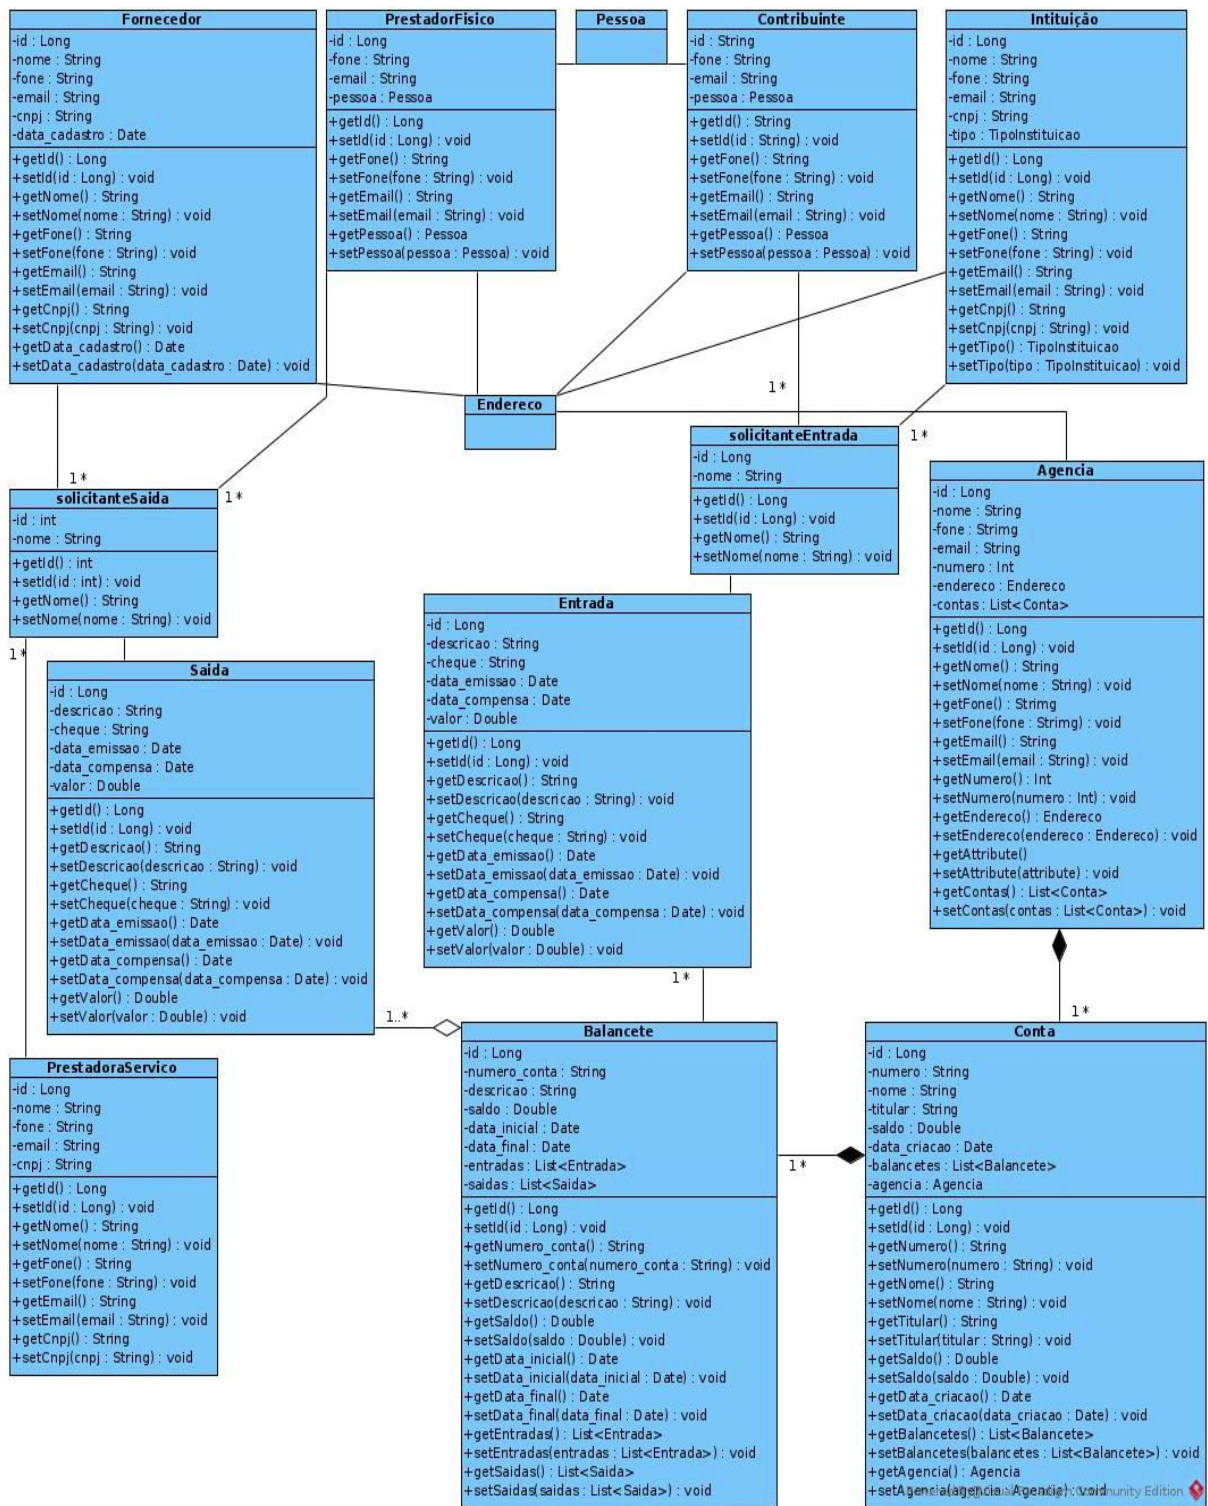 Fornecedor
-id : Long
-nome : String
-fone : String
-email : String
-cnpj : String
-data_cadastro : Date
+getId() : Long
+setId(id : Long) : void
+getNome() : String
+setNome(nome : String) : void
+getFone() : String
+setFone(fone : String) : void
+getEmail() : String
+setEmail(email : String) : void
+getCnpj() : String
+setCnpj(cnpj : String) : void
+getData_cadastro() : Date
+setData_cadastro(data_cadastro : Date) : void
PrestadorFisico
-id : Long
-fone : String
-email : String
-pessoa : Pessoa
+getId() : Long
+setId(id : Long) : void
+getFone() : String
+setFone(fone : String) : void
+getEmail() : String
+setEmail(email : String) : void
+getPessoa() : Pessoa
+setPessoa(pessoa : Pessoa) : void
Pessoa
Contribuinte
-id : String
-fone : String
-email : String
-pessoa : Pessoa
+getId() : String
+setId(id : String) : void
+getFone() : String
+setFone(fone : String) : void
+getEmail() : String
+setEmail(email : String) : void
+getPessoa() : Pessoa
+setPessoa(pessoa : Pessoa) : void
Intituição
-id : Long
-nome : String
-fone : String
-email : String
-cnpj : String
-tipo : TipoInstituicao
+getId() : Long
+setId(id : Long) : void
+getNome() : String
+setNome(nome : String) : void
+getFone() : String
+setFone(fone : String) : void
+getEmail() : String
+setEmail(email : String) : void
+getCnpj() : String
+setCnpj(cnpj : String) : void
+getTipo() : TipoInstituicao
+setTipo(tipo : TipoInstituicao) : void
Endereco
1*
1*
1*
1*
solicitanteSaida
-id : int
-nome : String
+getId() : int
+setId(id : int) : void
+getNome() : String
+setNome(nome : String) : void
1*
solicitanteEntrada
-id : Long
-nome : String
+getId() : Long
+setId(id : Long) : void
+getNome() : String
+setNome(nome : String) : void
Agencia
-id : Long
-nome : String
-fone : Strimg
-email : String
-numero : Int
-endereco : Endereco
-contas : List<Conta>
+getId() : Long
+setId(id : Long) : void
+getNome() : String
+setNome(nome : String) : void
+getFone() : Strimg
+setFone(fone : Strimg) : void
+getEmail() : String
+setEmail(email : String) : void
+getNumero() : Int
+setNumero(numero : Int) : void
+getEndereco() : Endereco
+setEndereco(endereco : Endereco) : void
+getAttribute()
+setAttribute(attribute) : void
+getContas() : List<Conta>
+setContas(contas : List<Conta>) : void
Saida
-id : Long
-descricao : String
-cheque : String
-data_emissao : Date
-data_compensa : Date
-valor : Double
+getId() : Long
+setId(id : Long) : void
+getDescricao() : String
+setDescricao(descricao : String) : void
+getCheque() : String
+setCheque(cheque : String) : void
+getData_emissao() : Date
+setData_emissao(data_emissao : Date) : void
+getData_compensa() : Date
+setData_compensa(data_compensa : Date) : void
+getValor() : Double
+setValor(valor : Double) : void
Entrada
-id : Long
-descricao : String
-cheque : String
-data_emissao : Date
-data_compensa : Date
-valor : Double
+getId() : Long
+setId(id : Long) : void
+getDescricao() : String
+setDescricao(descricao : String) : void
+getCheque() : String
+setCheque(cheque : String) : void
+getData_emissao() : Date
+setData_emissao(data_emissao : Date) : void
+getData_compensa() : Date
+setData_compensa(data_compensa : Date) : void
+getValor() : Double
+setValor(valor : Double) : void
1*
1..*
1*
1*
PrestadoraServico
-id : Long
-nome : String
-fone : String
-email : String
-cnpj : String
+getId() : Long
+setId(id : Long) : void
+getNome() : String
+setNome(nome : String) : void
+getFone() : String
+setFone(fone : String) : void
+getEmail() : String
+setEmail(email : String) : void
+getCnpj() : String
+setCnpj(cnpj : String) : void
Balancete
-id : Long
-numero_conta : String
-descricao : String
-saldo : Double
-data_inicial : Date
-data_final : Date
-entradas : List<Entrada>
-saidas : List<Saida>
+getId() : Long
+setId(id : Long) : void
+getNumero_conta() : String
+setNumero_conta(numero_conta : String) : void
+getDescricao() : String
+setDescricao(descricao : String) : void
+getSaldo() : Double
+setSaldo(saldo : Double) : void
+getData_inicial() : Date
+setData_inicial(data_inicial : Date) : void
+getData_final() : Date
+setData_final(data_final : Date) : void
+getEntradas() : List<Entrada>
+setEntradas(entradas : List<Entrada>) : void
+getSaidas() : List<Saida>
+setSaidas(saidas : List<Saida>) : void
Conta
-id : Long
-numero : String
-nome : String
-titular : String
-saldo : Double
-data_criacao : Date
-balancetes : List<Balancete>
-agencia : Agencia
+getId() : Long
+setId(id : Long) : void
+getNumero() : String
+setNumero(numero : String) : void
+getNome() : String
+setNome(nome : String) : void
+getTitular() : String
+setTitular(titular : String) : void
+getSaldo() : Double
+setSaldo(saldo : Double) : void
+getData_criacao() : Date
+setData_criacao(data_criacao : Date) : void
+getBalancetes() : List<Balancete>
+setBalancetes(balancetes : List<Balancete>) : void
+getAgencia() : Agencia
+setAgencia(agencia : Agencia) : void
Community Edition